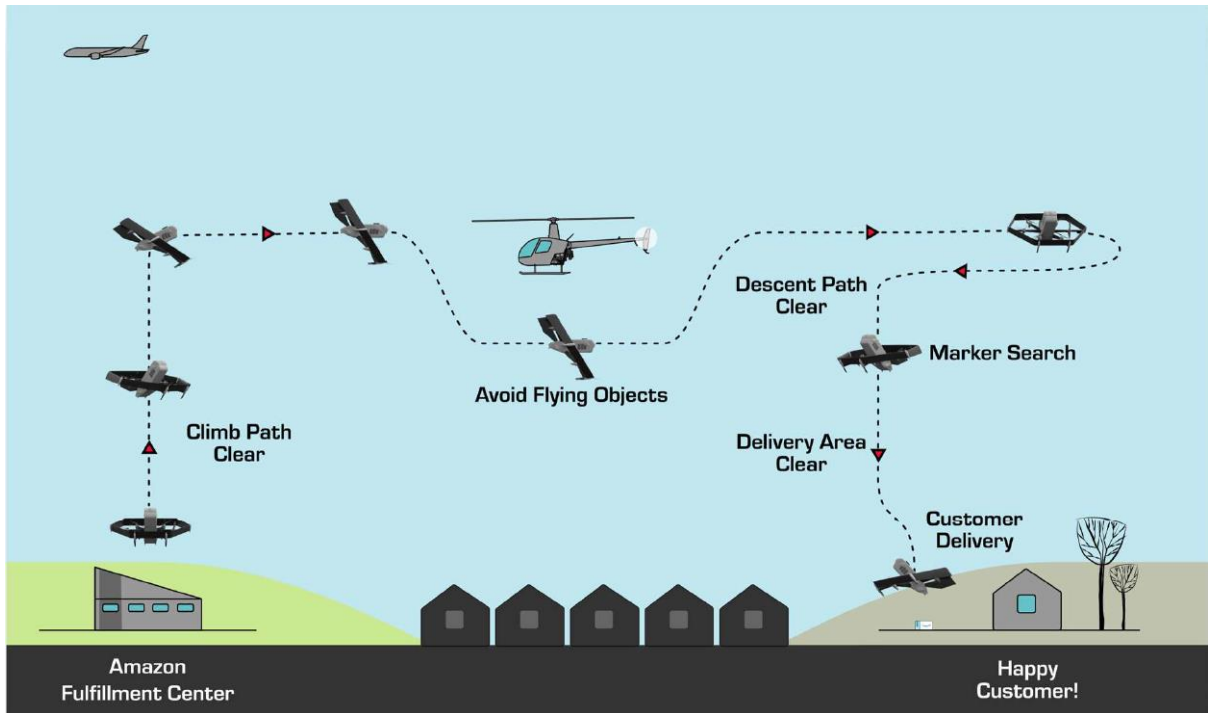 Descent Path
Clear
Marker Search
Avoid Flying Objects
Climb Path
Clear
Delivery Area
Clear
Customer
Delivery
Amazon
Fulfillment Center
Happy
Customer!